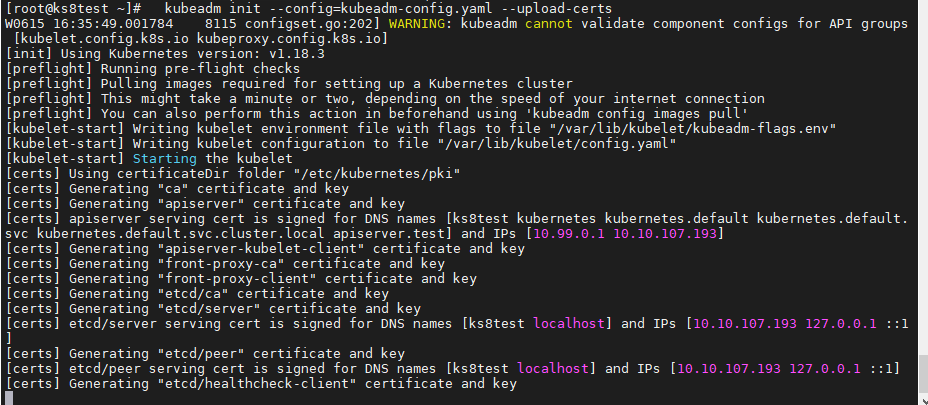 [root@ks8test ~]#   kubeadm init --config=kubeadm-config.yaml --upload-certs
W0615 16:35:49.001784    8115 configset.go:202] WARNING: kubeadm cannot validate component configs for API groups
 [kubelet.config.k8s.io kubeproxy.config.k8s.io]
[init] Using Kubernetes version: v1.18.3
[preflight] Running pre-flight checks
[preflight] Pulling images required for setting up a Kubernetes cluster
[preflight] This might take a minute or two, depending on the speed of your internet connection
[preflight] You can also perform this action in beforehand using 'kubeadm config images pull'
[kubelet-start] Writing kubelet environment file with flags to file "/var/lib/kubelet/kubeadm-flags.env"
[kubelet-start] Writing kubelet configuration to file "/var/lib/kubelet/config.yaml"
[kubelet-start] Starting the kubelet
[certs] Using certificateDir folder "/etc/kubernetes/pki"
[certs] Generating "ca" certificate and key
[certs] Generating "apiserver" certificate and key
[certs] apiserver serving cert is signed for DNS names [ks8test kubernetes kubernetes.default kubernetes.default.
svc kubernetes.default.svc.cluster.local apiserver.test] and IPs [10.99.0.1 10.10.107.193]
[certs] Generating "apiserver-kubelet-client" certificate and key
[certs] Generating "front-proxy-ca" certificate and key
[certs] Generating "front-proxy-client" certificate and key
[certs] Generating "etcd/ca" certificate and key
[certs] Generating "etcd/server" certificate and key
[certs] etcd/server serving cert is signed for DNS names [ks8test localhost] and IPs [10.10.107.193 127.0.0.1 ::1
]
[certs] Generating "etcd/peer" certificate and key
[certs] etcd/peer serving cert is signed for DNS names [ks8test localhost] and IPs [10.10.107.193 127.0.0.1 ::1]
[certs] Generating "etcd/healthcheck-client" certificate and key